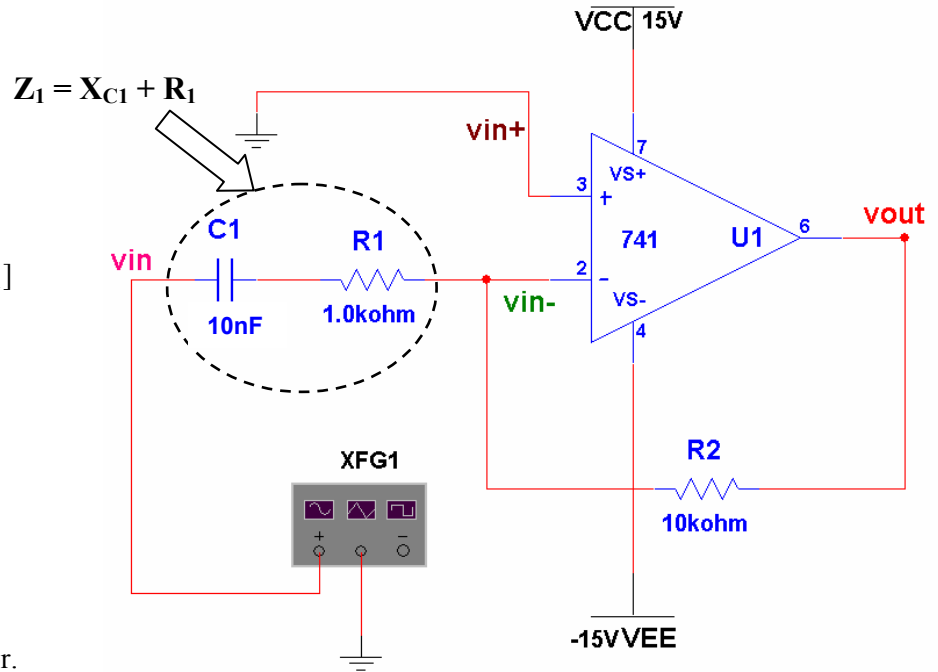 VCC 15V
Z₁ = X_C1 + R₁
vin+
7
VS+
3
+
C1
R1
741
U1
6
vout
vin
]
2
-
vin-
VS-
10nF
1.0kohm
4
R2
XFG1
10kohm
+
-
-15V VEE
r.